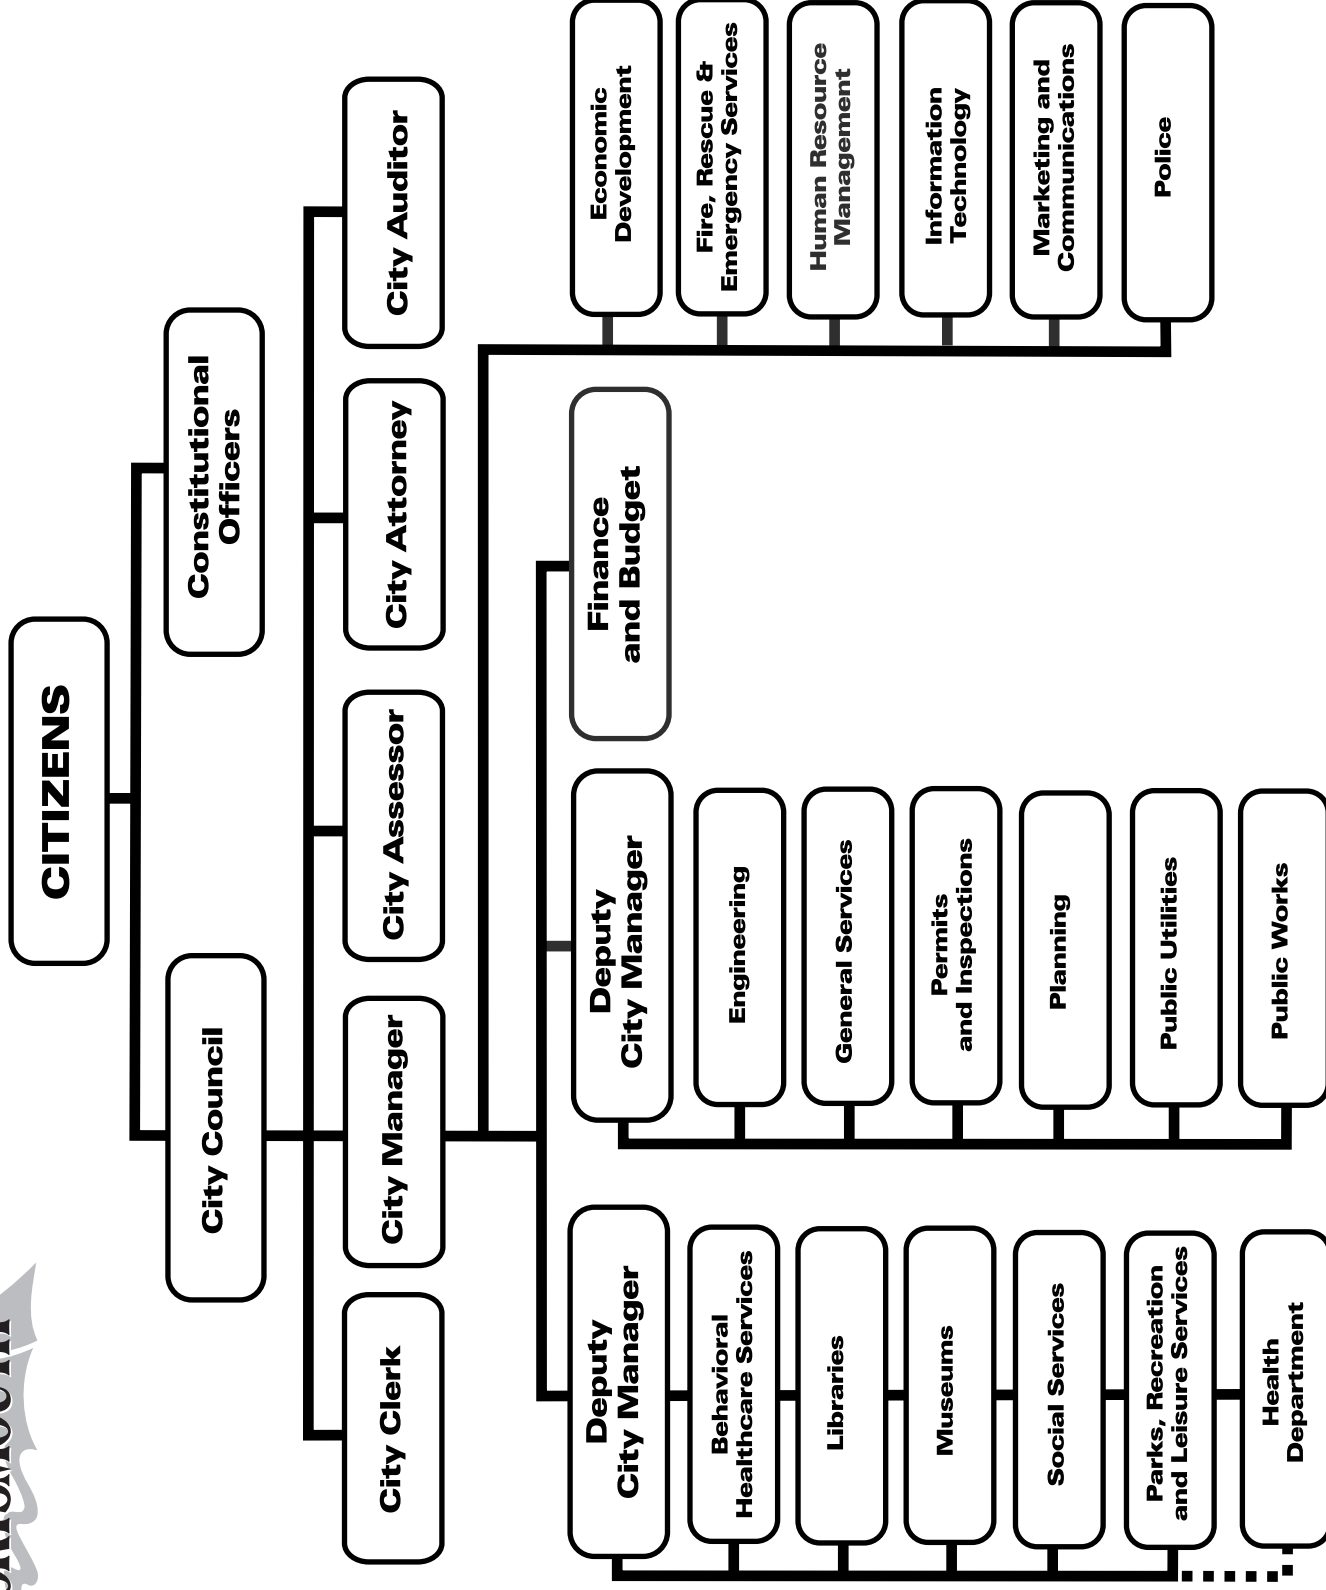 CITIZENS
City Council
Constitutional
Officers
City Clerk
City Manager
City Assessor
City Attorney
City Auditor
Deputy
City Manager
Behavioral
Healthcare Services
Libraries
Museums
Social Services
Parks, Recreation
and Leisure Services
Health
Department
Deputy
City Manager
Engineering
General Services
Permits
and Inspections
Planning
Public Utilities
Public Works
Finance
and Budget
Economic
Development
Fire, Rescue &
Emergency Services
Human Resource
Management
Information
Technology
Marketing and
Communications
Police